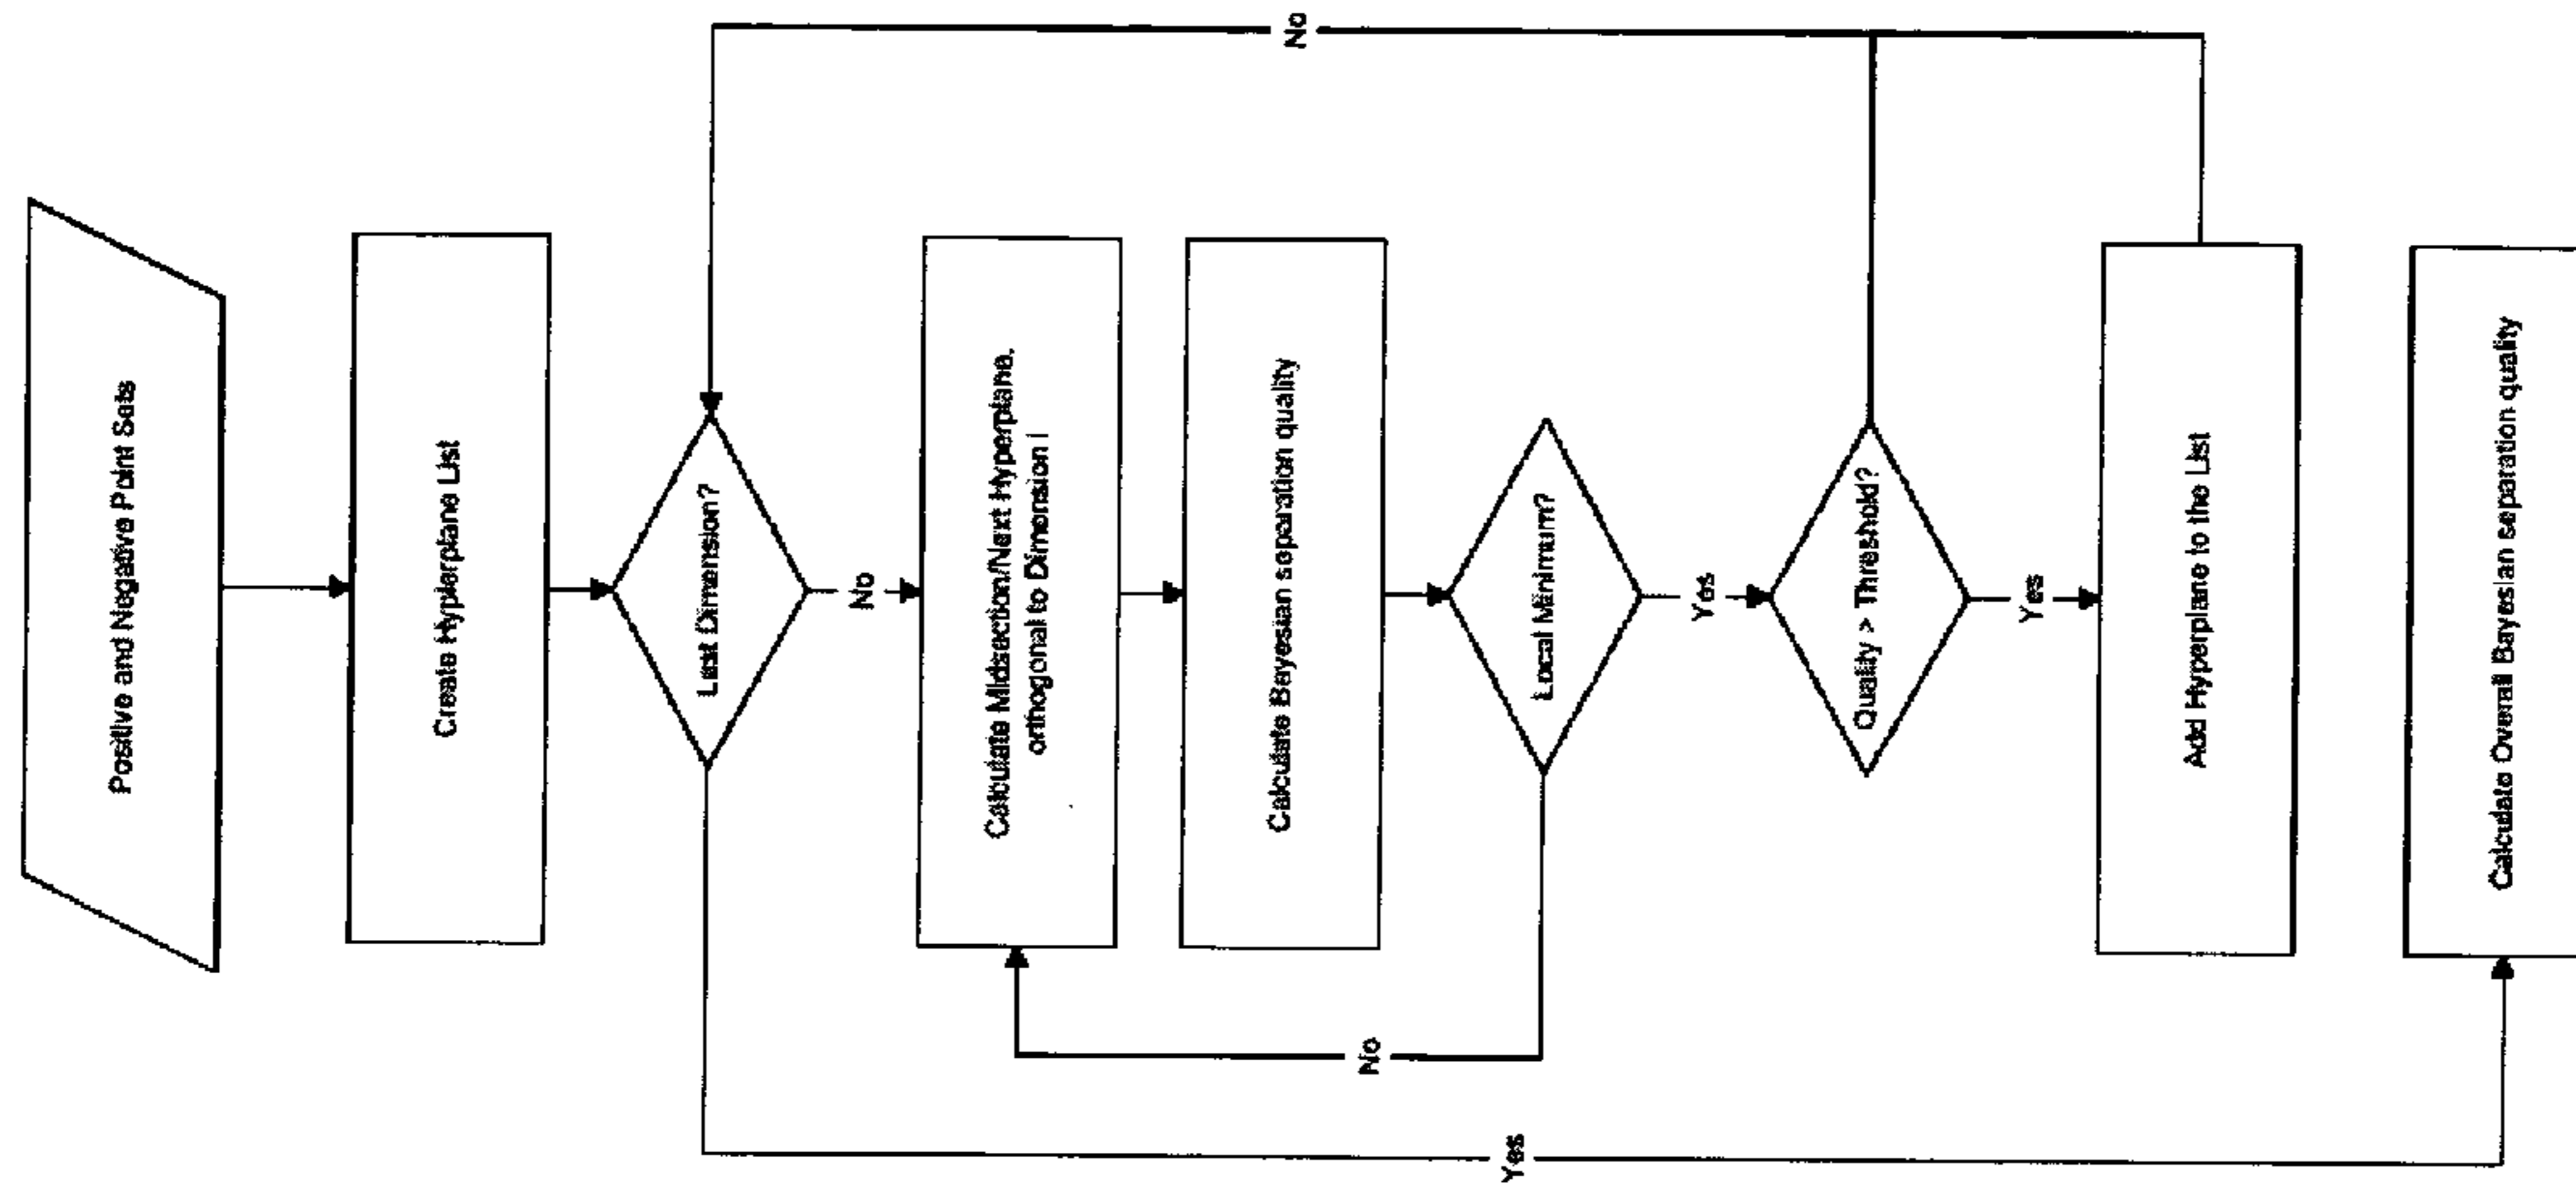 Positive and Negative Point Sets
Create Hyperplane List
Last Dimension?
No
Calculate Midsection/Next Hyperplane,
orthogonal to Dimension i
Calculate Bayesian separation quality
Local Minimum?
No
Yes
Quality > Threshold?
No
Yes
Add Hyperplane to the List
Yes
Calculate Overall Bayesian separation quality